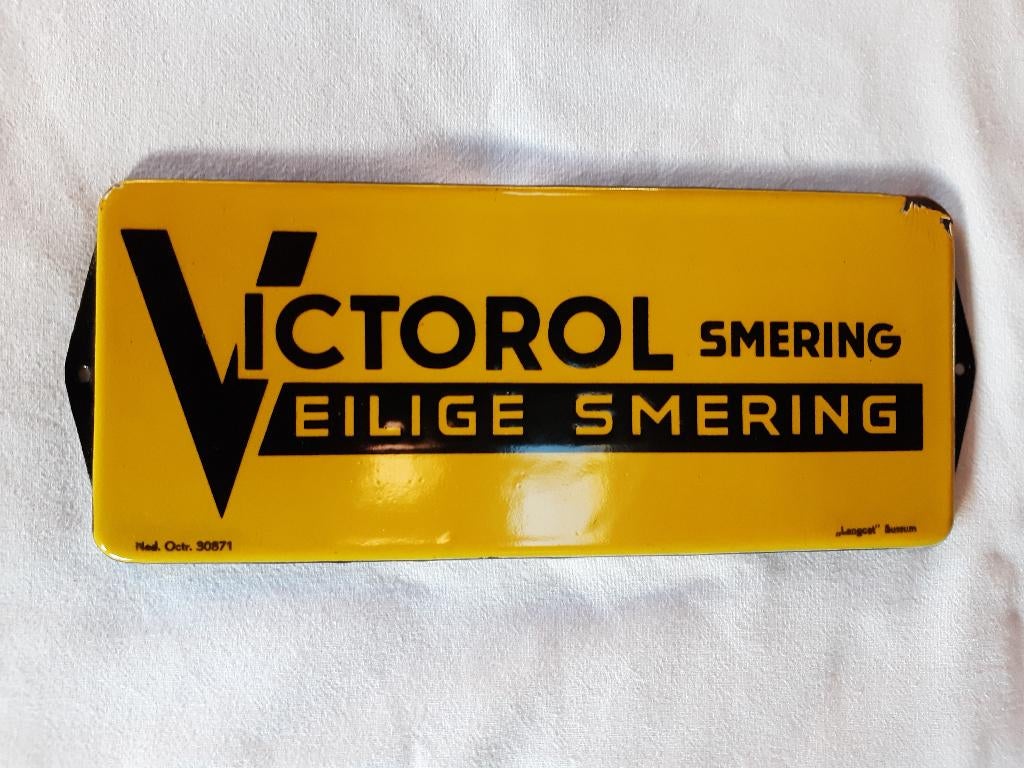 VICTOROL SMERING
VEILIGE SMERING
Ned. Octr. 30871
„Langcat" Bussum